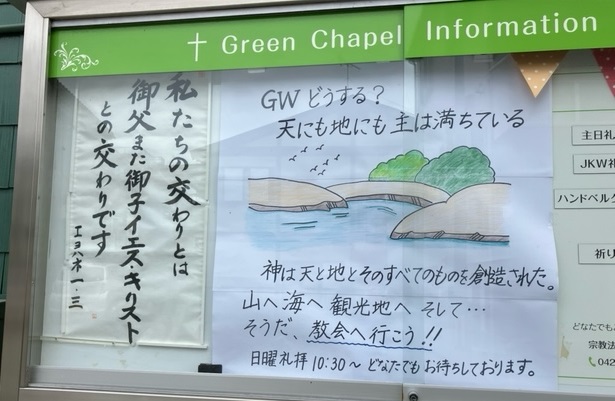 ✝ Green Chapel Information
私たちの交わりとは
御父また御子イエス・キリスト
との交わりです
エヨハネ一・三
GWどうする?
天にも地にも主は満ちている
神は天と地とそのすべてのものを創造された。
山へ海へ観光地へ そして…
そうだ、教会へ行こう!!
日曜礼拝 10:30〜 どなたでもお待ちしております。
主日礼
JKW礼
ハンドベルク
祈り
どなたでも
宗教法
042